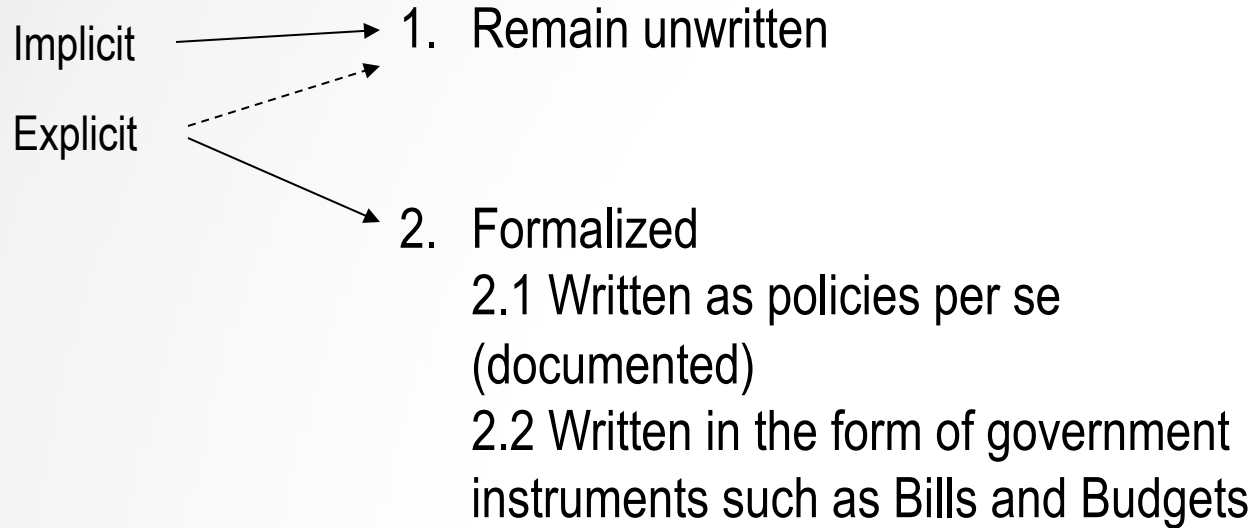 Implicit
Explicit
1. Remain unwritten
2. Formalized
2.1 Written as policies per se
(documented)
2.2 Written in the form of government
instruments such as Bills and Budgets